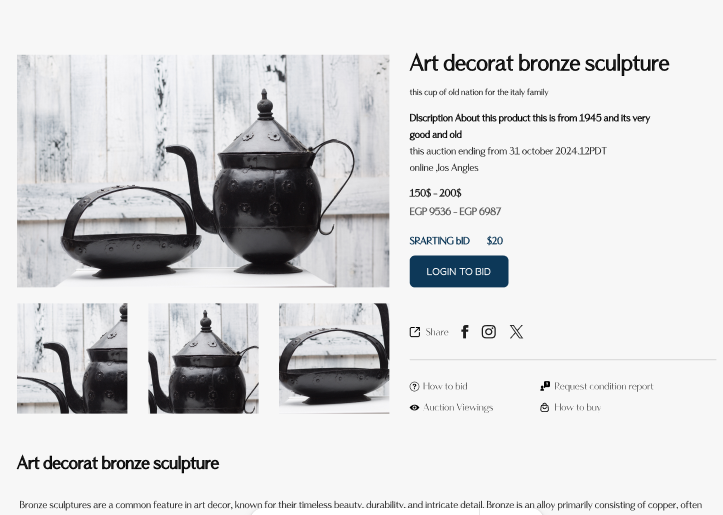 Art decorat bronze sculpture
this cup of old nation for the italy family
Discription About this product this is from 1945 and its very
good and old
this auction ending from 31 october 2024.12PDT
online ,los Angles
150$ - 200$
EGP 9536 - EGP 6987
SRARTING bID $20
LOGIN TO BID
Share
How to bid
Request condition report
Auction Viewings
How to buy
Art decorat bronze sculpture
Bronze sculptures are a common feature in art decor, known for their timeless beauty, durability, and intricate detail. Bronze is an alloy primarily consisting of copper, often